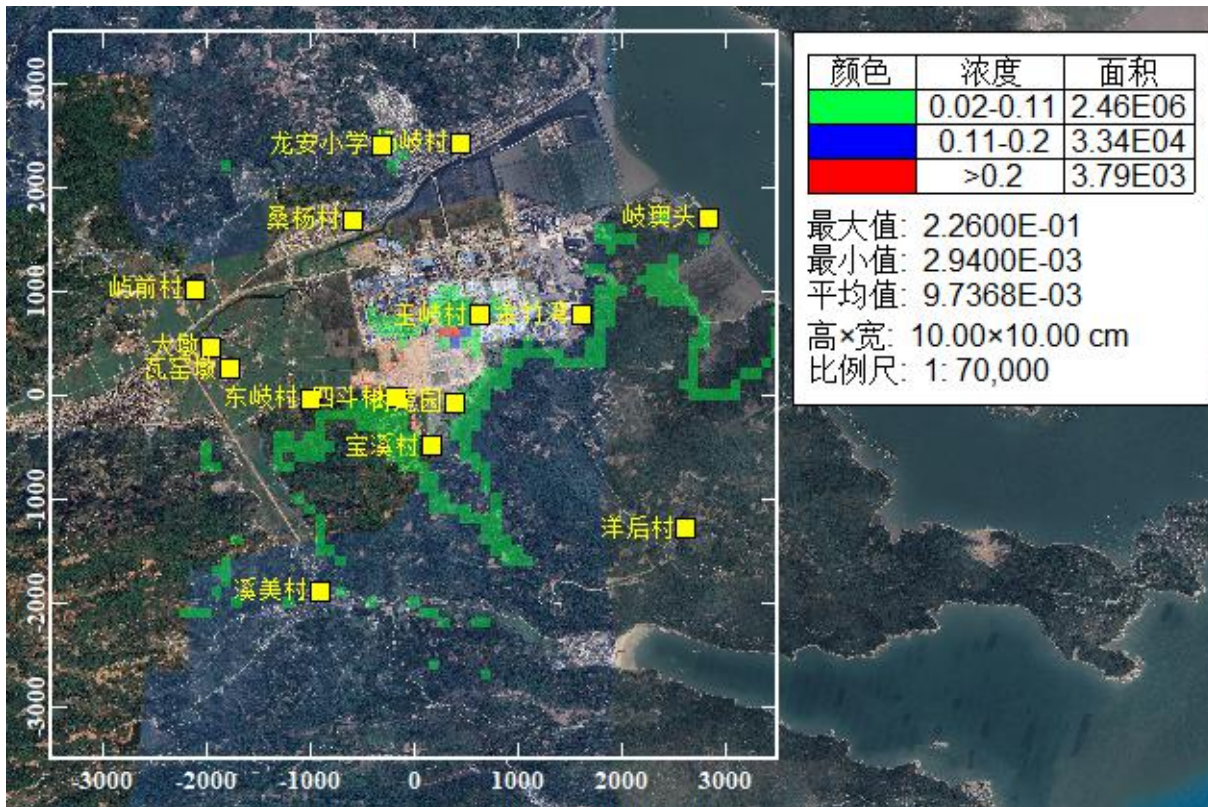 颜色 浓度 面积
0.02-0.11 2.46E06
0.11-0.2 3.34E04
>0.2 3.79E03
最大值: 2.2600E-01
最小值: 2.9400E-03
平均值: 9.7368E-03
高×宽: 10.00×10.00 cm
比例尺: 1: 70,000
3000
龙安小学
岐村
2000
桑杨村
岐舆头
1000
屿前村
玉岐村
瓦窑墩
0
东岐村
四斗
园
宝溪村
-1000
洋后村
溪美村
-2000
-3000
-3000 -2000 -1000 0 1000 2000 3000